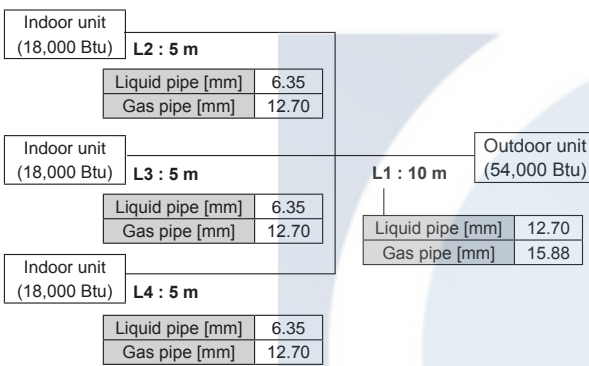 Indoor unit
(18,000 Btu)
L2 : 5 m
Liquid pipe [mm] 6.35
Gas pipe [mm] 12.70
Indoor unit
(18,000 Btu)
L3 : 5 m
Liquid pipe [mm] 6.35
Gas pipe [mm] 12.70
Indoor unit
(18,000 Btu)
L4 : 5 m
Liquid pipe [mm] 6.35
Gas pipe [mm] 12.70
L1 : 10 m
Outdoor unit
(54,000 Btu)
Liquid pipe [mm] 12.70
Gas pipe [mm] 15.88